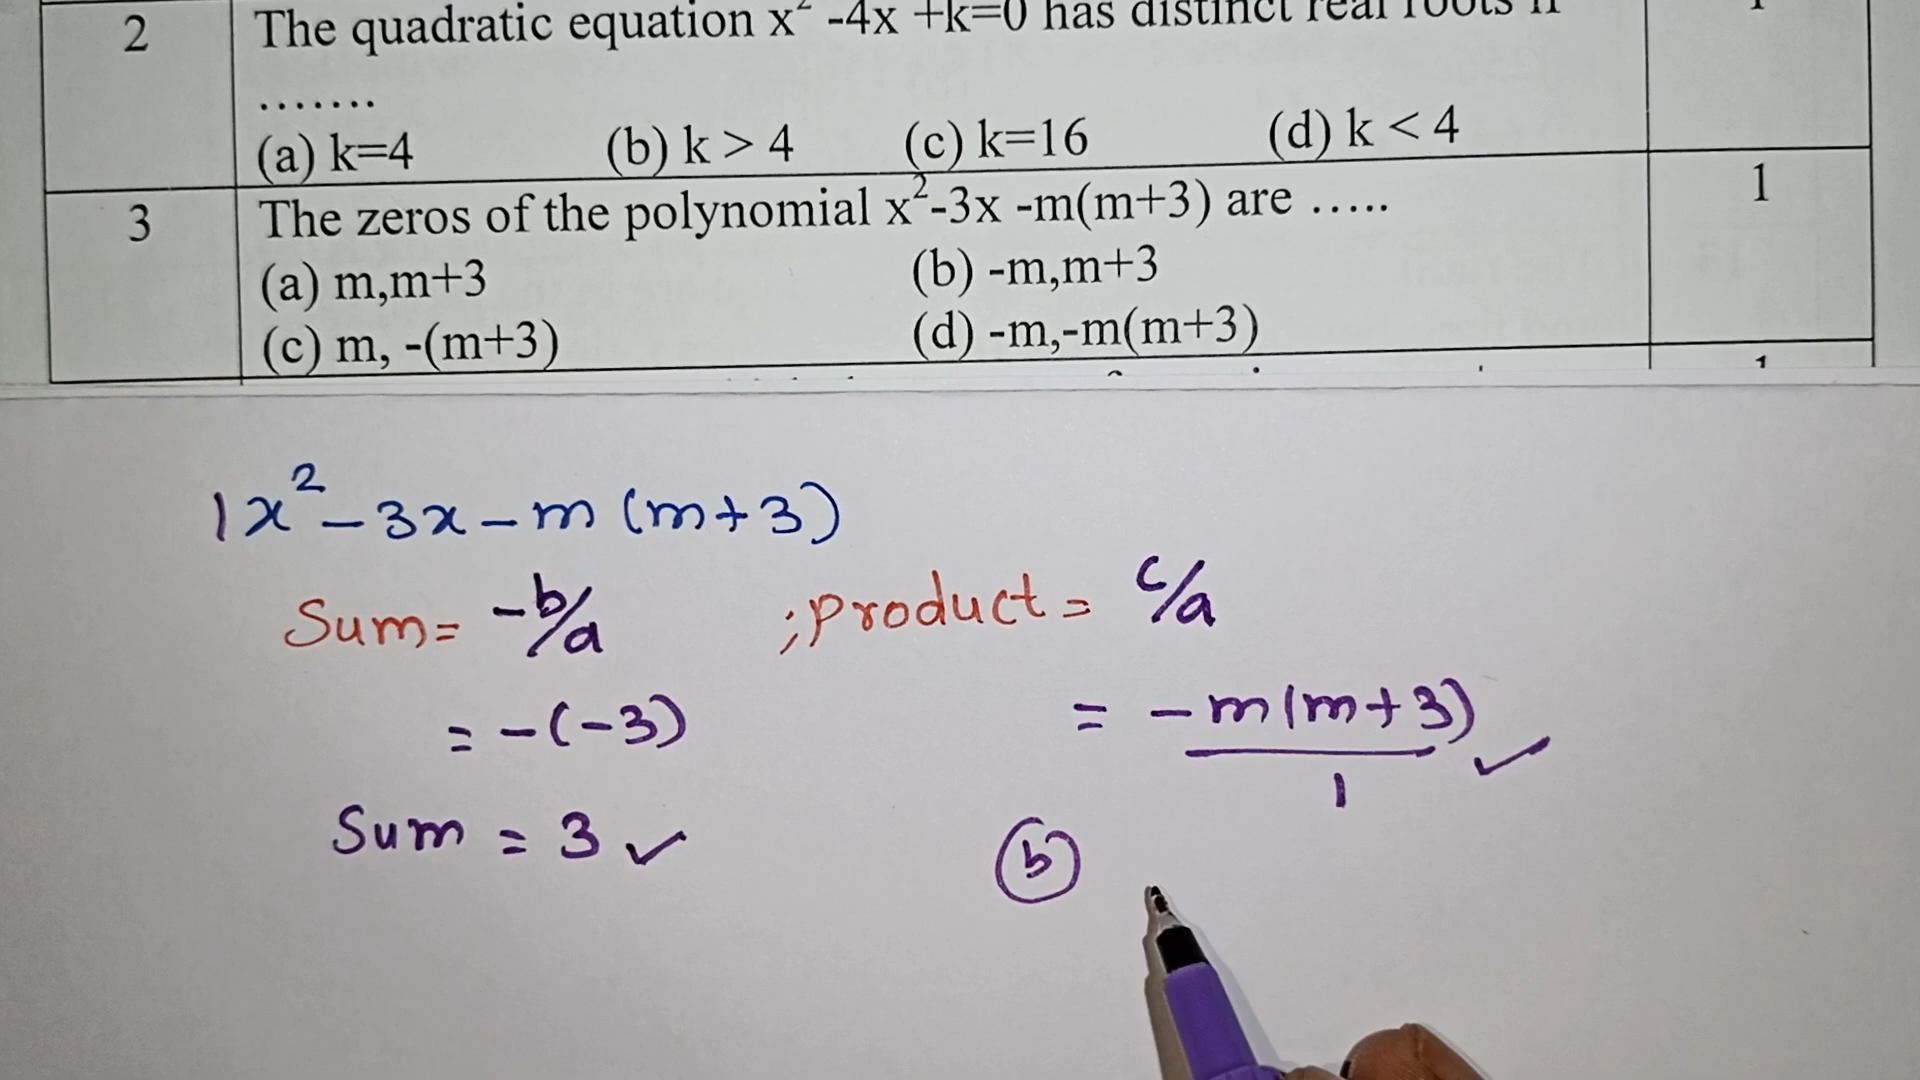 2 The quadratic equation x² -4x +k=0 has distinct real roots if 1
.......
(a) k=4 (b) k > 4 (c) k=16 (d) k < 4
3 The zeros of the polynomial x²-3x -m(m+3) are ..... 1
(a) m,m+3 (b) -m,m+3
(c) m, -(m+3) (d) -m,-m(m+3)
1
1x² - 3x - m (m+3)
Sum = -b/a ; product = c/a
= -(-3) = -m(m+3)
1
Sum = 3 ✓ (b)